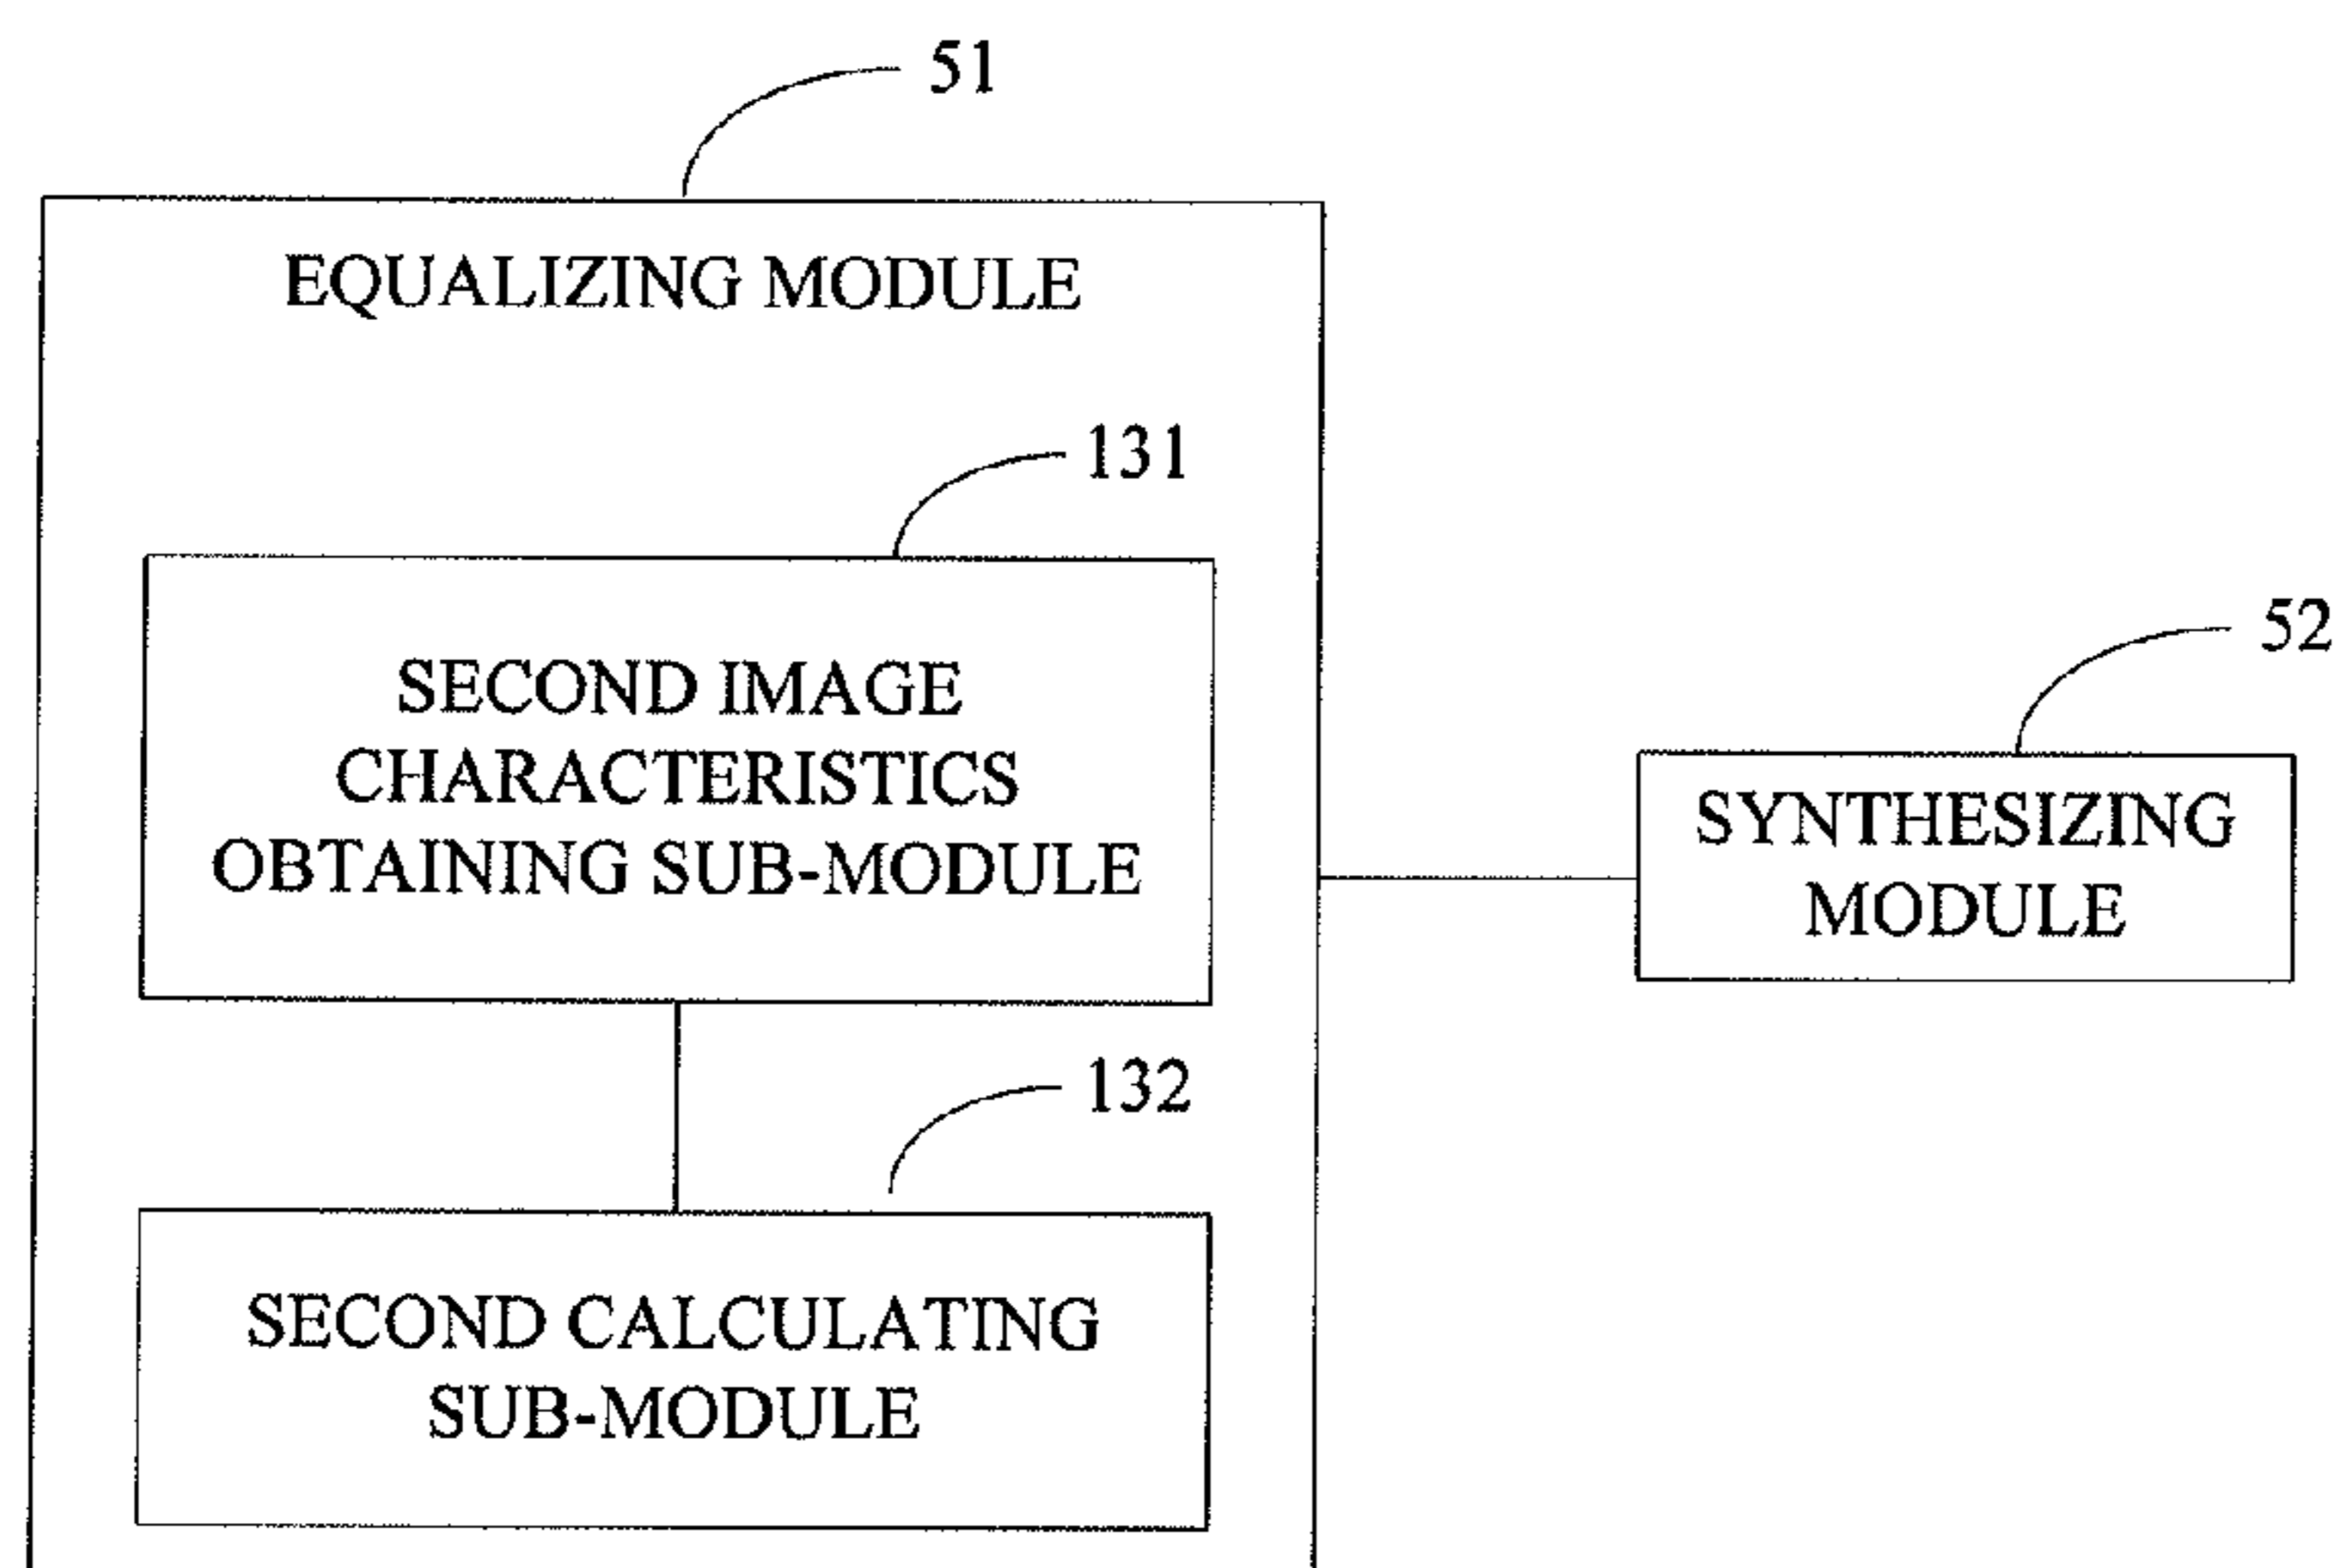 51
EQUALIZING MODULE
131
SECOND IMAGE
CHARACTERISTICS
OBTAINING SUB-MODULE
52
SYNTHESIZING
MODULE
132
SECOND CALCULATING
SUB-MODULE